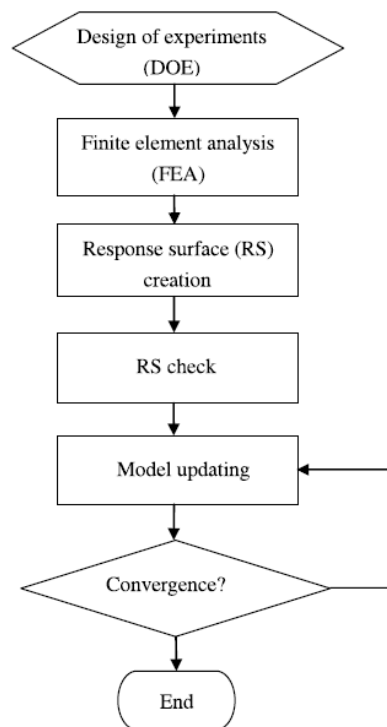 Design of experiments
(DOE)
Finite element analysis
(FEA)
Response surface (RS)
creation
RS check
Model updating
Convergence?
End